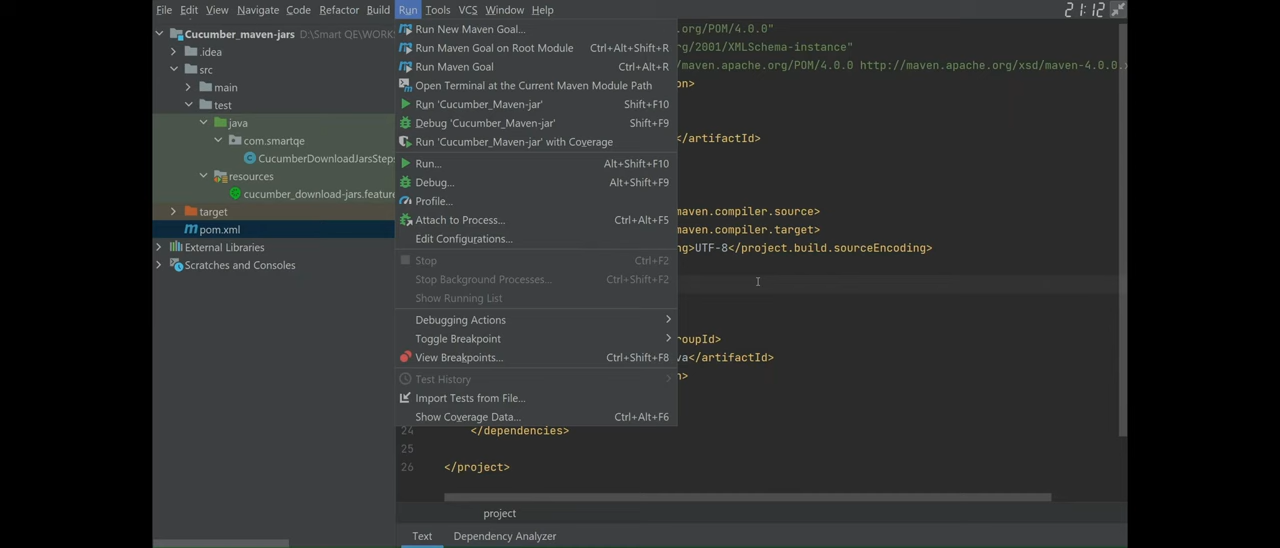 File Edit View Navigate Code Refactor Build Run Tools VCS Window Help 21:12
Cucumber_maven-jars D:\Smart QE\WORK
.idea
src
main
test
java
com.smartqe
CucumberDownloadJarsSteps
resources
cucumber_download-jars.feature
target
pom.xml
External Libraries
Scratches and Consoles
Run New Maven Goal...
Run Maven Goal on Root Module Ctrl+Alt+Shift+R
Run Maven Goal Ctrl+Alt+R
Open Terminal at the Current Maven Module Path
Run 'Cucumber_Maven-jar' Shift+F10
Debug 'Cucumber_Maven-jar' Shift+F9
Run 'Cucumber_Maven-jar' with Coverage
Run... Alt+Shift+F10
Debug... Alt+Shift+F9
Profile...
Attach to Process... Ctrl+Alt+F5
Edit Configurations...
Stop Ctrl+F2
Stop Background Processes... Ctrl+Shift+F2
Show Running List
Debugging Actions
Toggle Breakpoint
View Breakpoints... Ctrl+Shift+F8
Test History
Import Tests from File...
Show Coverage Data... Ctrl+Alt+F6
org/POM/4.0.0"
rg/2001/XMLSchema-instance"
/maven.apache.org/POM/4.0.0 http://maven.apache.org/xsd/maven-4.0.0.x
on>
</artifactId>
maven.compiler.source>
maven.compiler.target>
ng>UTF-8</project.build.sourceEncoding>
roupId>
va</artifactId>
n>
24 </dependencies>
25
26 </project>
project
Text Dependency Analyzer